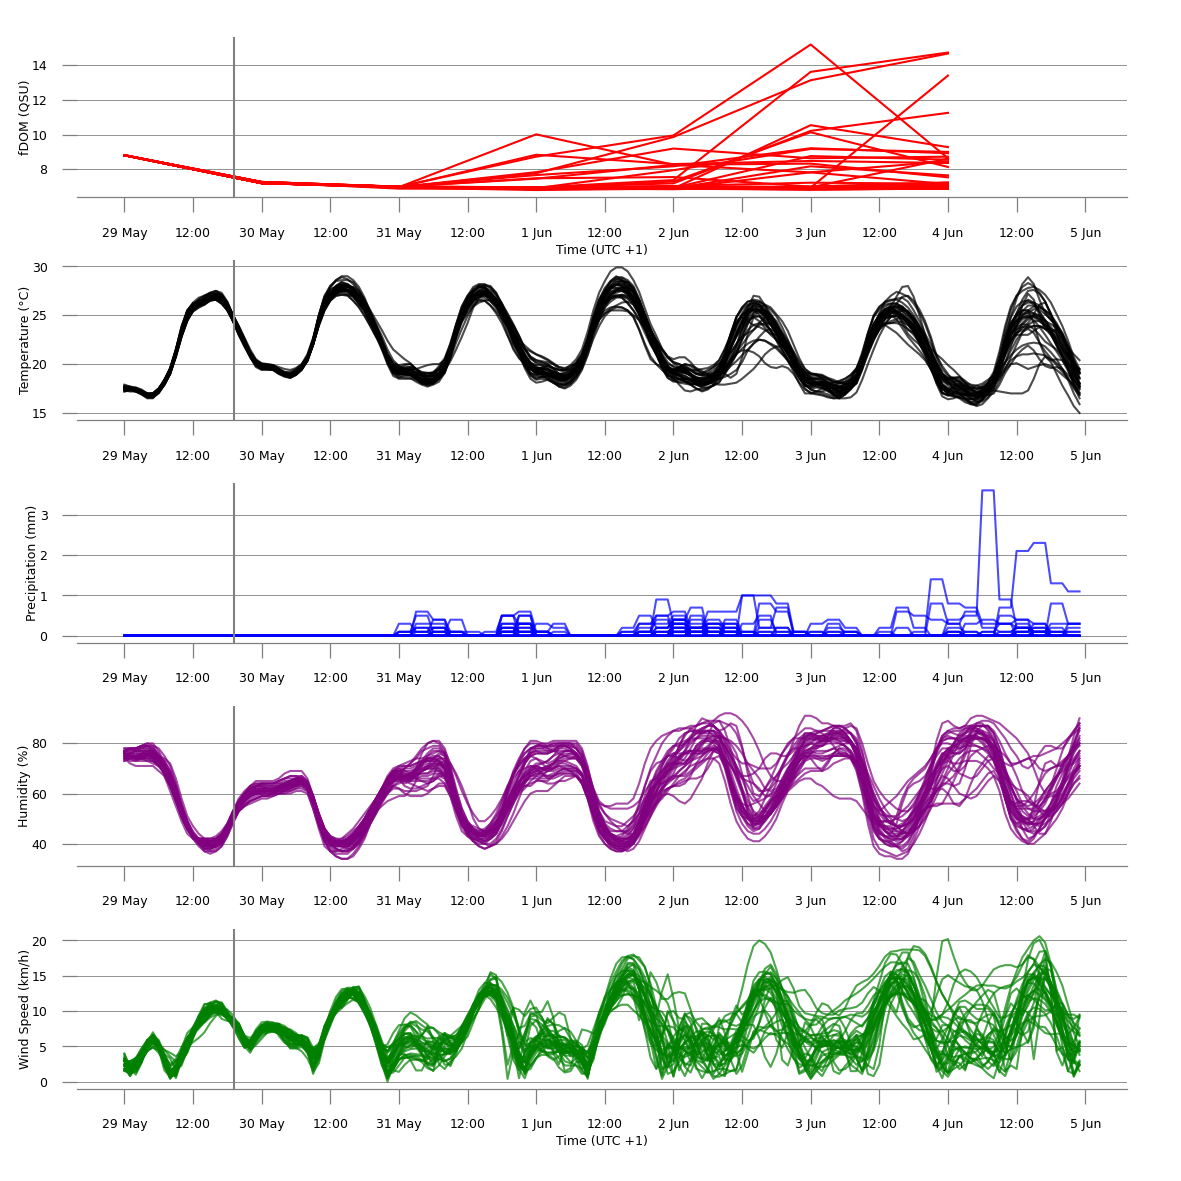 fDOM (QSU)
14
12
10
8
29 May 12:00 30 May 12:00 31 May 12:00 1 Jun 12:00 2 Jun 12:00 3 Jun 12:00 4 Jun 12:00 5 Jun
Time (UTC +1)
Temperature (°C)
30
25
20
15
29 May 12:00 30 May 12:00 31 May 12:00 1 Jun 12:00 2 Jun 12:00 3 Jun 12:00 4 Jun 12:00 5 Jun
Precipitation (mm)
3
2
1
0
29 May 12:00 30 May 12:00 31 May 12:00 1 Jun 12:00 2 Jun 12:00 3 Jun 12:00 4 Jun 12:00 5 Jun
Humidity (%)
80
60
40
29 May 12:00 30 May 12:00 31 May 12:00 1 Jun 12:00 2 Jun 12:00 3 Jun 12:00 4 Jun 12:00 5 Jun
Wind Speed (km/h)
20
15
10
5
0
29 May 12:00 30 May 12:00 31 May 12:00 1 Jun 12:00 2 Jun 12:00 3 Jun 12:00 4 Jun 12:00 5 Jun
Time (UTC +1)